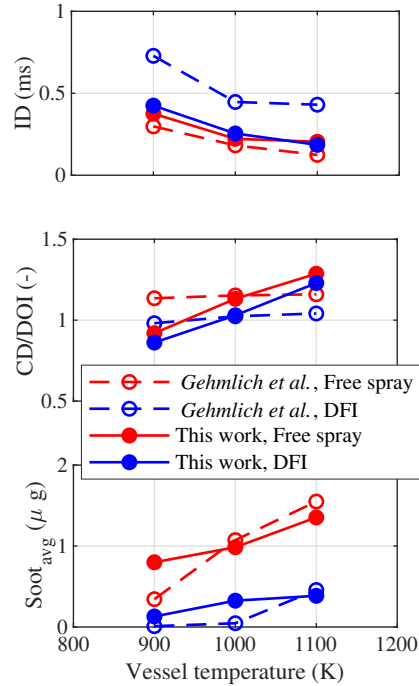 1
0.5
0
ID (ms)
1.5
1
0.5
CD/DOI (-)
Gehmlich et al., Free spray
Gehmlich et al., DFI
This work, Free spray
This work, DFI
2
1
0
Soot_avg (μ g)
800 900 1000 1100 1200
Vessel temperature (K)